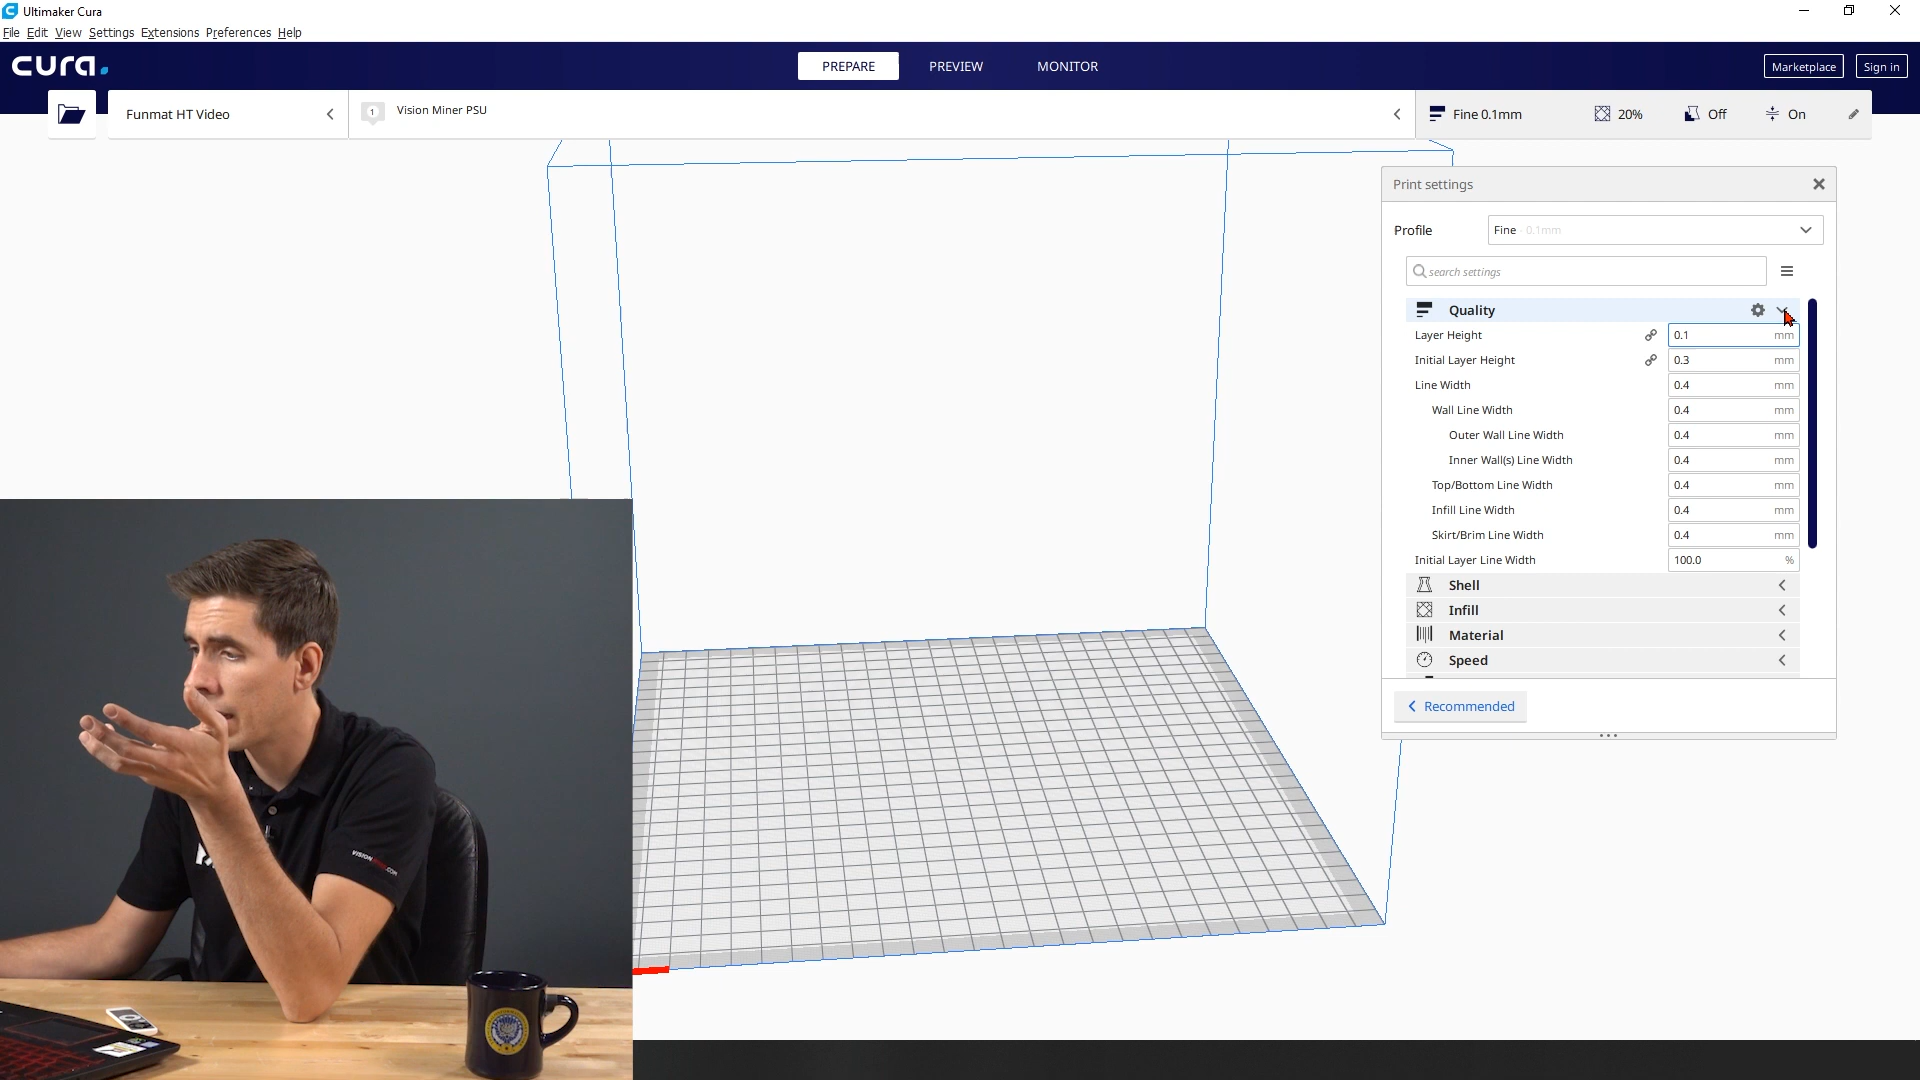 Ultimaker Cura
File Edit View Settings Extensions Preferences Help
cura.
PREPARE PREVIEW MONITOR
Marketplace Sign in
Funmat HT Video
1 Vision Miner PSU
Fine 0.1mm 20% Off On
Print settings
Profile Fine 0.1mm
search settings
Quality
Layer Height 0.1 mm
Initial Layer Height 0.3 mm
Line Width 0.4 mm
Wall Line Width 0.4 mm
Outer Wall Line Width 0.4 mm
Inner Wall(s) Line Width 0.4 mm
Top/Bottom Line Width 0.4 mm
Infill Line Width 0.4 mm
Skirt/Brim Line Width 0.4 mm
Initial Layer Line Width 100.0 %
Shell
Infill
Material
Speed
Recommended